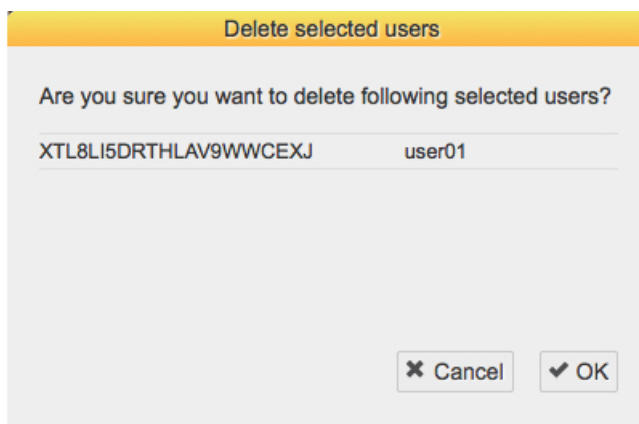 Delete selected users
Are you sure you want to delete following selected users?
XTL8LI5DRTHLAV9WWCEXJ user01
Cancel OK